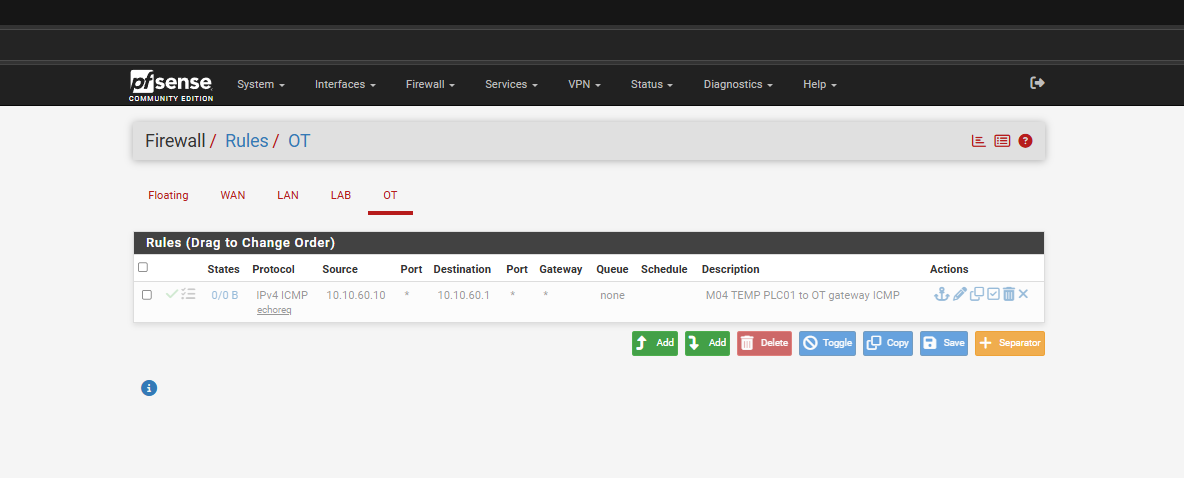 pfsense
COMMUNITY EDITION
System Interfaces Firewall Services VPN Status Diagnostics Help
Firewall / Rules / OT
Floating WAN LAN LAB OT
Rules (Drag to Change Order)
States Protocol Source Port Destination Port Gateway Queue Schedule Description Actions
0/0 B IPv4 ICMP 10.10.60.10 * 10.10.60.1 * * none M04 TEMP PLC01 to OT gateway ICMP
echoreq
Add Add Delete Toggle Copy Save Separator